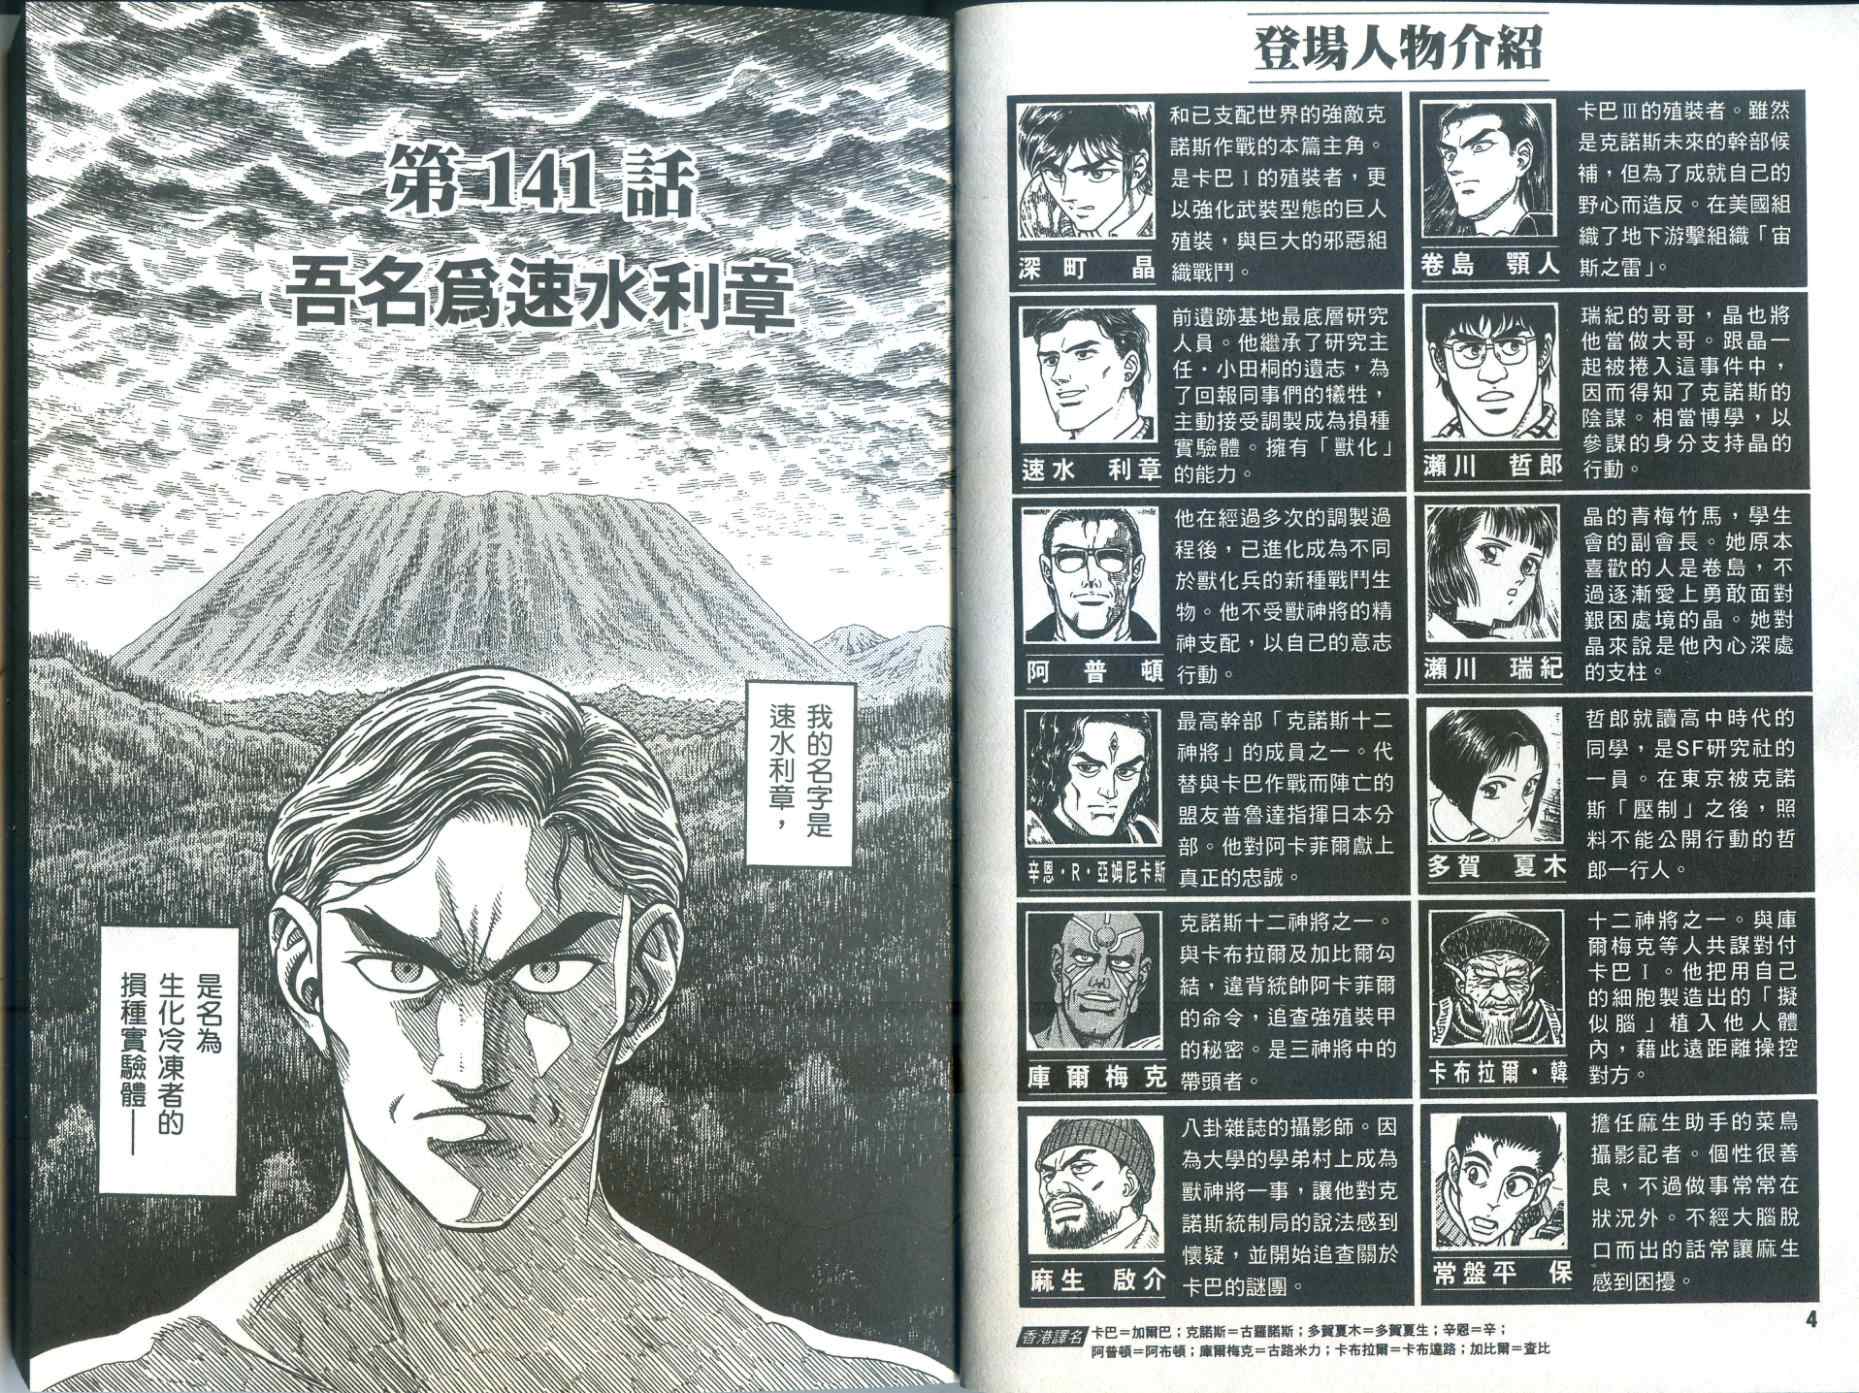 登場人物介紹
和已支配世界的強敵克
諾斯作戰的本篇主角。
是卡巴Ⅰ的殖裝者，更
以強化武裝型態的巨人
殖裝，與巨大的邪惡組
織戰鬥。
深町 晶
卡巴Ⅲ的殖裝者。雖然
是克諾斯未來的幹部候
補，但為了成就自己的
野心而造反。在美國組
織了地下游擊組織「宙
斯之雷」。
卷島 顎人
前遺跡基地最底層研究
人員。他繼承了研究主
任・小田桐的遺志，為
了回報同事們的犧牲，
主動接受調製成為損種
實驗體。擁有「獸化」
的能力。
速水 利章
瑞紀的哥哥，晶也將
他當做大哥。跟晶一
起被捲入這事件中，
因而得知了克諾斯的
陰謀。相當博學，以
參謀的身分支持晶的
行動。
瀨川 哲郎
他在經過多次的調製過
程後，已進化成為不同
於獸化兵的新種戰鬥生
物。他不受獸神將的精
神支配，以自己的意志
行動。
阿普頓
晶的青梅竹馬，學生
會的副會長。她原本
喜歡的人是卷島，不
過逐漸愛上勇敢面對
艱困處境的晶。她對
晶來說是他內心深處
的支柱。
瀨川 瑞紀
最高幹部「克諾斯十二
神將」的成員之一。代
替與卡巴作戰而陣亡的
盟友普魯達指揮日本分
部。他對阿卡菲爾獻上
真正的忠誠。
辛恩・R・亞姆尼卡斯
哲郎就讀高中時代的
同學，是SF研究社的
一員。在東京被克諾
斯「壓制」之後，照
料不能公開行動的哲
郎一行人。
多賀 夏木
克諾斯十二神將之一。
與卡布拉爾及加比爾勾
結，違背統帥阿卡菲爾
的命令，追查強殖裝甲
的秘密。是三神將中的
帶頭者。
庫爾梅克
十二神將之一。與庫
爾梅克等人共謀對付
卡巴Ⅰ。他把用自己
的細胞製造出的「擬
似腦」植入他人體
內，藉此遠距離操控
對方。
卡布拉爾・韓
八卦雜誌的攝影師。因
為大學的學弟村上成為
獸神將一事，讓他對克
諾斯統制局的說法感到
懷疑，並開始追查關於
卡巴的謎團。
麻生 啟介
擔任麻生助手的菜鳥
攝影記者。個性很善
良，不過做事常常在
狀況外。不經大腦脫
口而出的話常讓麻生
感到困擾。
常盤平 保
香港譯名
卡巴＝加爾巴；克諾斯＝古羅諾斯；多賀夏木＝多賀夏生；辛恩＝辛；
阿普頓＝阿布頓；庫爾梅克＝古路米力；卡布拉爾＝卡布達路；加比爾＝查比
4
第141話
吾名爲速水利章
我的名字是
速水利章，
是名為
生化冷凍者的
損種實驗體——